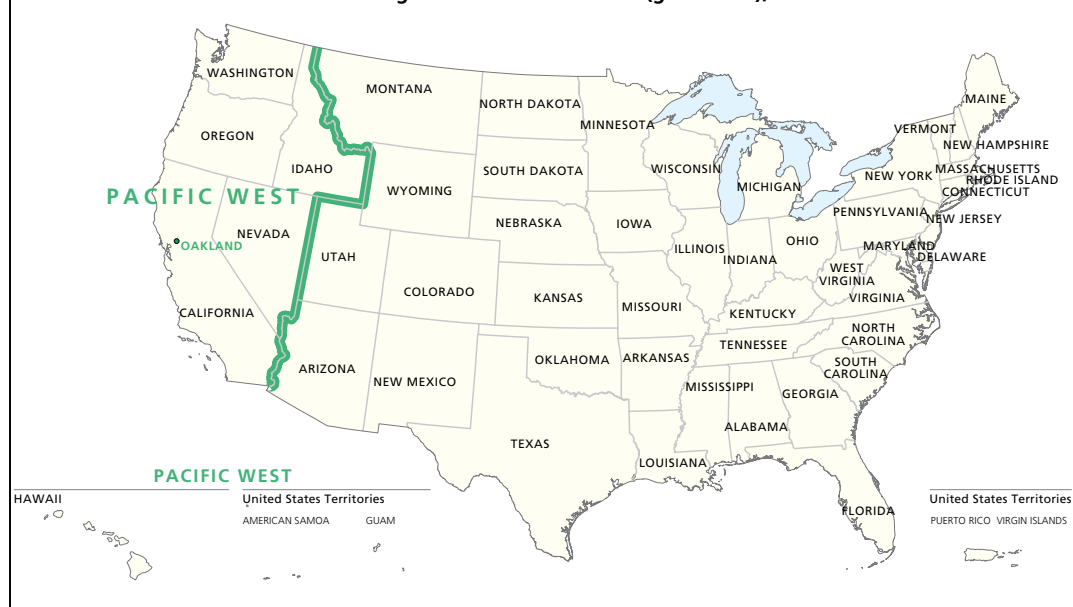 WASHINGTON
MONTANA
NORTH DAKOTA
MINNESOTA
MAINE
OREGON
IDAHO
WYOMING
SOUTH DAKOTA
WISCONSIN
MICHIGAN
VERMONT
NEW HAMPSHIRE
NEW YORK
MASSACHUSETTS
RHODE ISLAND
CONNECTICUT
PACIFIC WEST
NEVADA
OAKLAND
UTAH
NEBRASKA
IOWA
ILLINOIS
INDIANA
OHIO
PENNSYLVANIA
NEW JERSEY
MARYLAND
DELAWARE
WEST
VIRGINIA
VIRGINIA
CALIFORNIA
COLORADO
KANSAS
MISSOURI
KENTUCKY
ARIZONA
NEW MEXICO
OKLAHOMA
ARKANSAS
TENNESSEE
NORTH
CAROLINA
SOUTH
CAROLINA
MISSISSIPPI
GEORGIA
ALABAMA
TEXAS
LOUISIANA
FLORIDA
PACIFIC WEST
HAWAII
United States Territories
AMERICAN SAMOA
GUAM
United States Territories
PUERTO RICO
VIRGIN ISLANDS